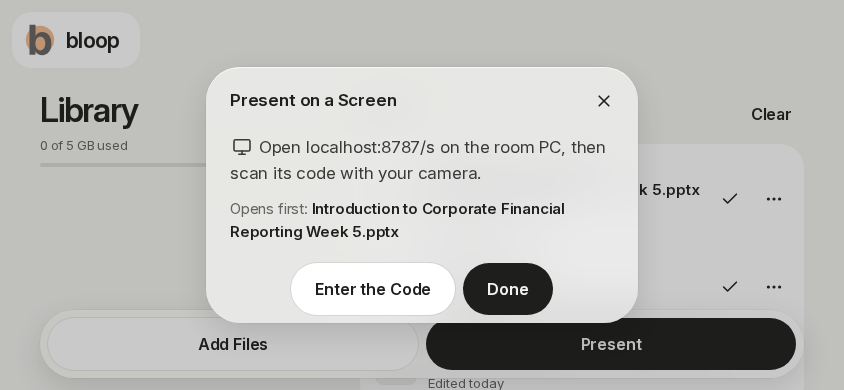 bloop
Library
0 of 5 GB used
Clear
Present on a Screen
Open localhost:8787/s on the room PC, then
scan its code with your camera.
Opens first: Introduction to Corporate Financial
Reporting Week 5.pptx
k 5.pptx
Enter the Code
Done
Add Files
Present
Edited today